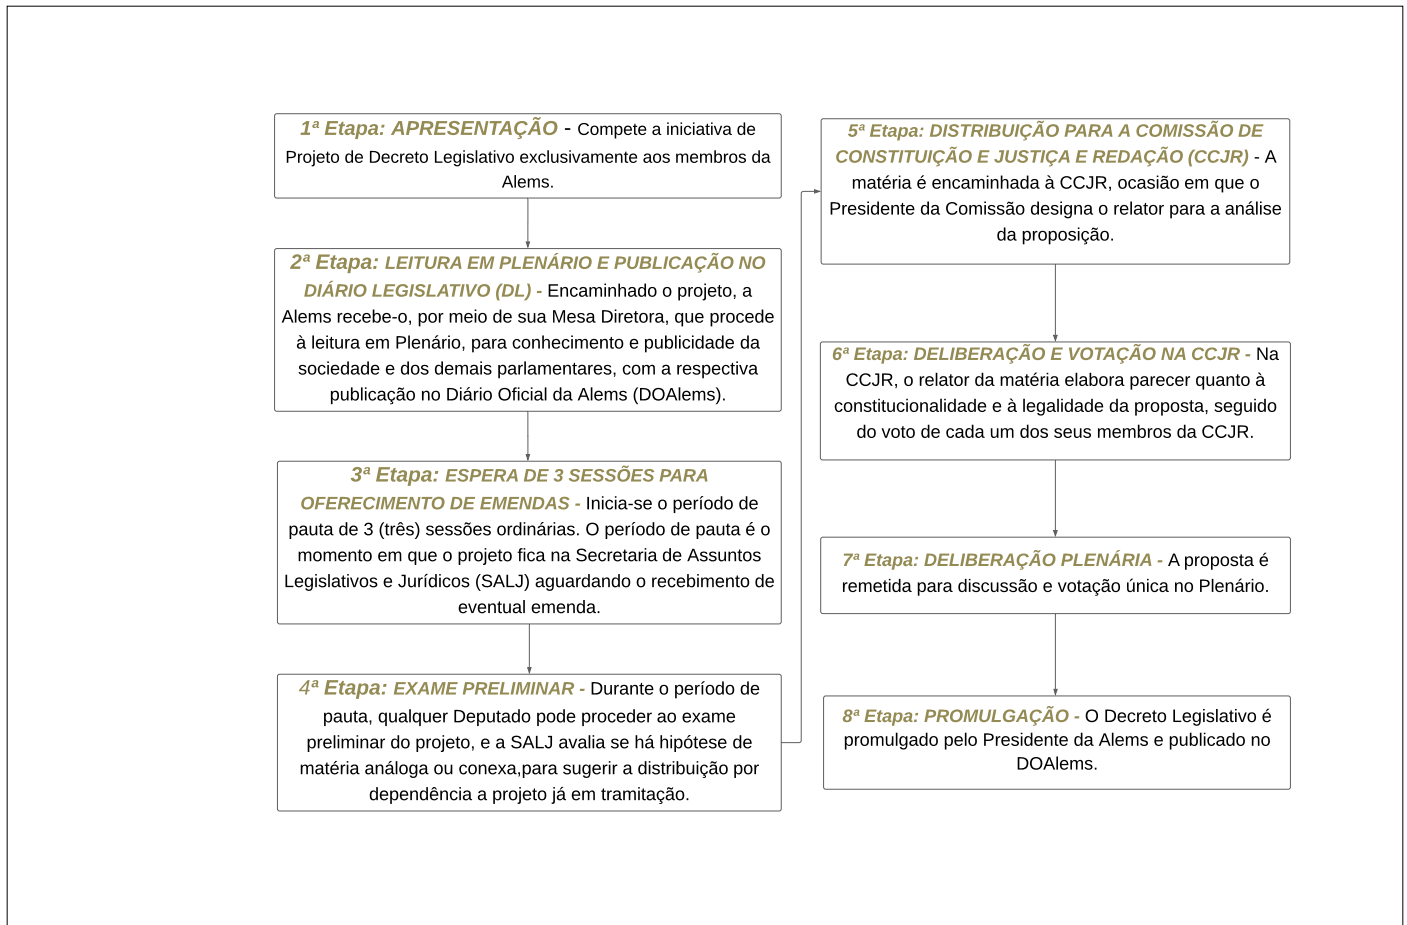 1ª Etapa: APRESENTAÇÃO - Compete a iniciativa de
Projeto de Decreto Legislativo exclusivamente aos membros da
Alems.
2ª Etapa: LEITURA EM PLENÁRIO E PUBLICAÇÃO NO
DIÁRIO LEGISLATIVO (DL) - Encaminhado o projeto, a
Alems recebe-o, por meio de sua Mesa Diretora, que procede
à leitura em Plenário, para conhecimento e publicidade da
sociedade e dos demais parlamentares, com a respectiva
publicação no Diário Oficial da Alems (DOAlems).
3ª Etapa: ESPERA DE 3 SESSÕES PARA
OFERECIMENTO DE EMENDAS - Inicia-se o período de
pauta de 3 (três) sessões ordinárias. O período de pauta é o
momento em que o projeto fica na Secretaria de Assuntos
Legislativos e Jurídicos (SALJ) aguardando o recebimento de
eventual emenda.
4ª Etapa: EXAME PRELIMINAR - Durante o período de
pauta, qualquer Deputado pode proceder ao exame
preliminar do projeto, e a SALJ avalia se há hipótese de
matéria análoga ou conexa,para sugerir a distribuição por
dependência a projeto já em tramitação.
5ª Etapa: DISTRIBUIÇÃO PARA A COMISSÃO DE
CONSTITUIÇÃO E JUSTIÇA E REDAÇÃO (CCJR) - A
matéria é encaminhada à CCJR, ocasião em que o
Presidente da Comissão designa o relator para a análise
da proposição.
6ª Etapa: DELIBERAÇÃO E VOTAÇÃO NA CCJR - Na
CCJR, o relator da matéria elabora parecer quanto à
constitucionalidade e à legalidade da proposta, seguido
do voto de cada um dos seus membros da CCJR.
7ª Etapa: DELIBERAÇÃO PLENÁRIA - A proposta é
remetida para discussão e votação única no Plenário.
8ª Etapa: PROMULGAÇÃO - O Decreto Legislativo é
promulgado pelo Presidente da Alems e publicado no
DOAlems.